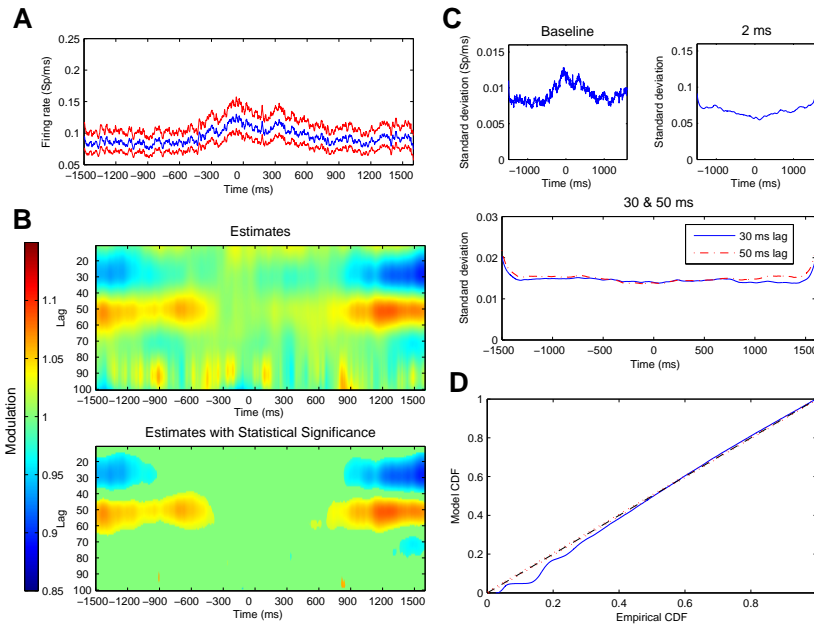 A
0.25
0.2
0.15
0.1
0.05
Firing rate (Sp/ms)
−1500 −1200 −900 −600 −300 0 300 600 900 1200 1500
Time (ms)
B
Modulation
1.1
1.05
1
0.95
0.9
0.85
Estimates
Lag
10
20
30
40
50
60
70
80
90
100
−1500 −1200 −900 −600 −300 0 300 600 900 1200 1500
Time (ms)
Estimates with Statistical Significance
Lag
10
20
30
40
50
60
70
80
90
100
−1500 −1200 −900 −600 −300 0 300 600 900 1200 1500
Time (ms)
C
Baseline
Standard deviation (Sp/ms)
0.015
0.01
0.005
0
−1000 0 1000
Time (ms)
2 ms
Standard deviation
0.15
0.1
0.05
0
−1000 0 1000
Time (ms)
30 & 50 ms
Standard deviation
0.03
0.02
0.01
0
30 ms lag
50 ms lag
−1500 −1000 −500 0 500 1000 1500
Time (ms)
D
Model CDF
1
0.8
0.6
0.4
0.2
0
0 0.2 0.4 0.6 0.8 1
Empirical CDF